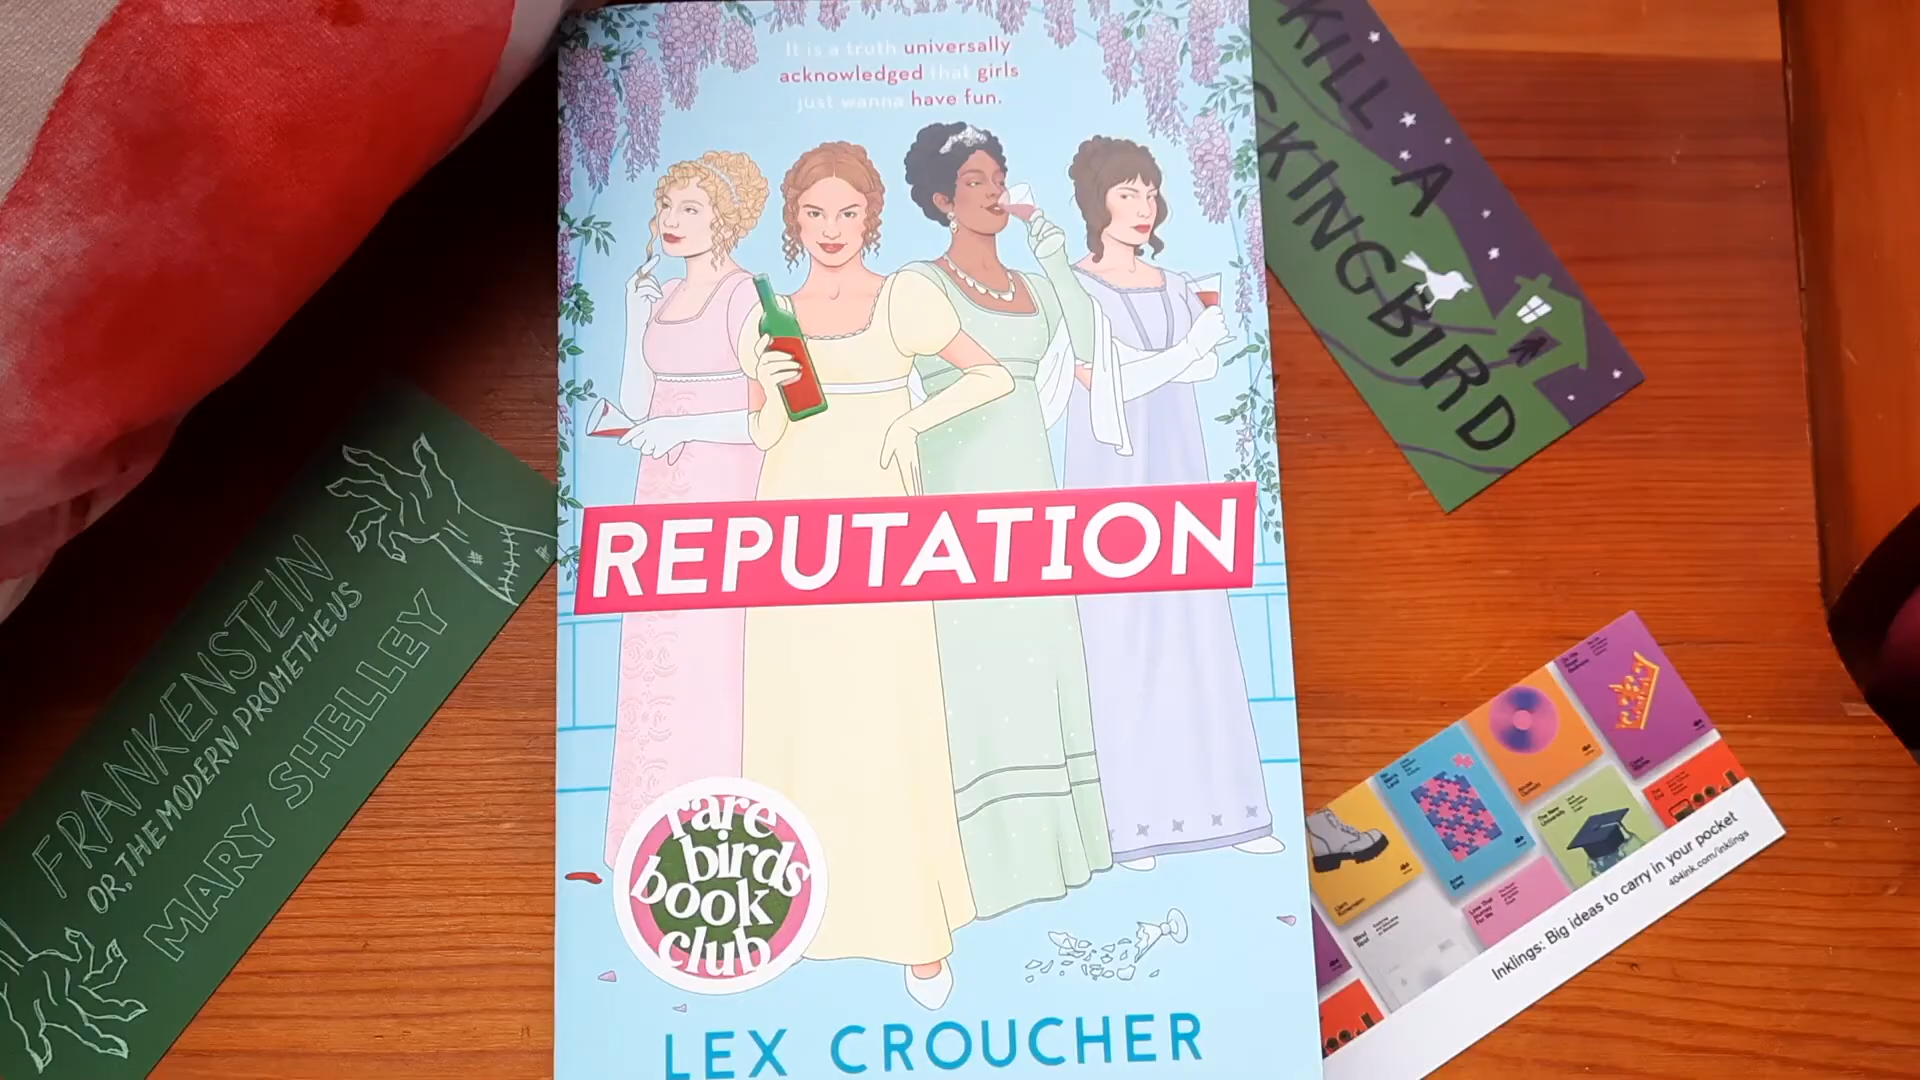 It is a truth universally
acknowledged that girls
just wanna have fun.
REPUTATION
rare
birds
book
club
LEX CROUCHER
KILL A
CKINGBIRD
FRANKENSTEIN
OR, THE MODERN PROMETHEUS
MARY SHELLEY
Inklings: Big ideas to carry in your pocket
404ink.com/inklings